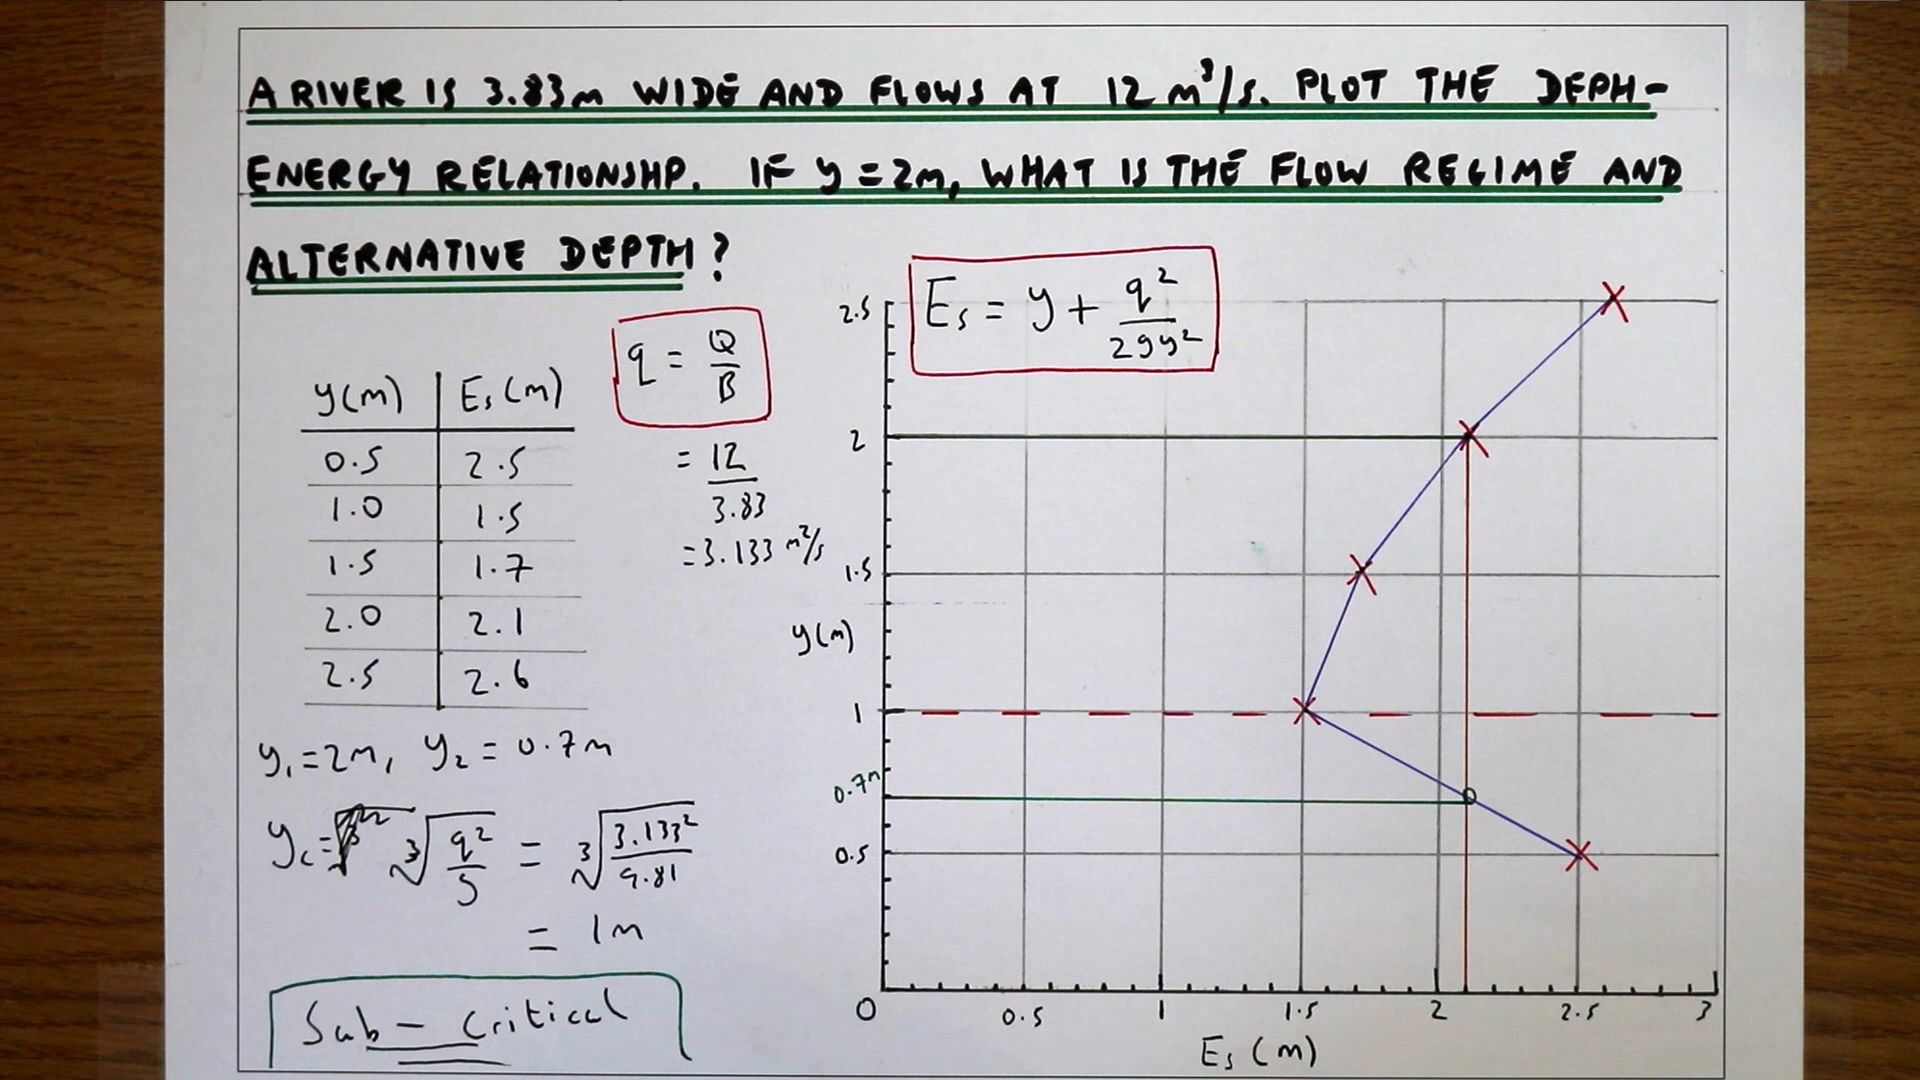 A RIVER IS 3.83m WIDE AND FLOWS AT 12 m³/s. PLOT THE DEPH-
ENERGY RELATIONSHP. IF y = 2m, WHAT IS THE FLOW REGIME AND
ALTERNATIVE DEPTH?
y(m) Es (m)
0.5 2.5
1.0 1.5
1.5 1.7
2.0 2.1
2.5 2.6
q = Q/B
= 12/3.83
= 3.133 m²/s
y₁ = 2m, y₂ = 0.7m
yc = ∛(q²/g) = ∛(3.133²/9.81)
= 1m
Sub-critical
Es = y + q²/2gy²
2.5
2
1.5
y(m)
1
0.7m
0.5
0 0.5 1 1.5 2 2.5 3
Es (m)